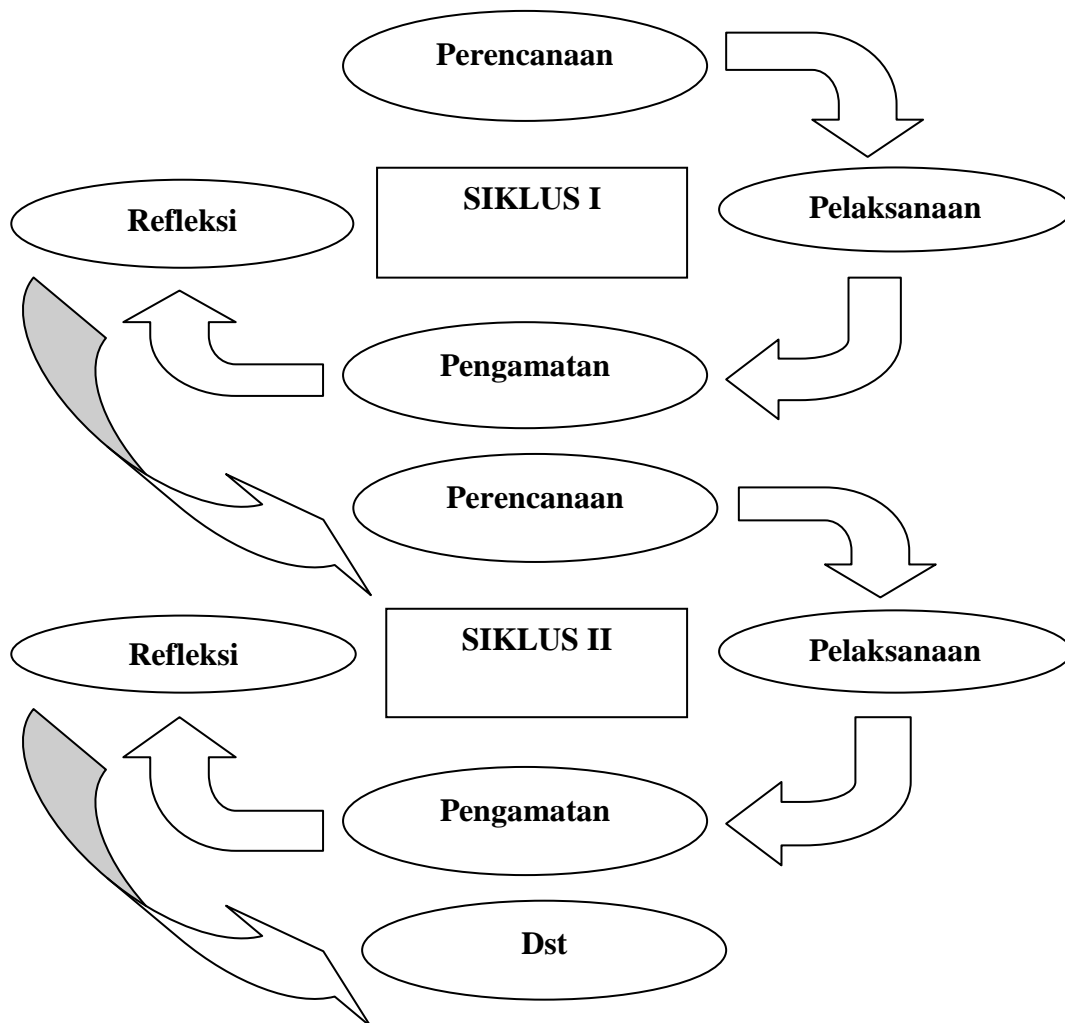 Perencanaan
SIKLUS I
Refleksi
Pelaksanaan
Pengamatan
Perencanaan
SIKLUS II
Refleksi
Pelaksanaan
Pengamatan
Dst